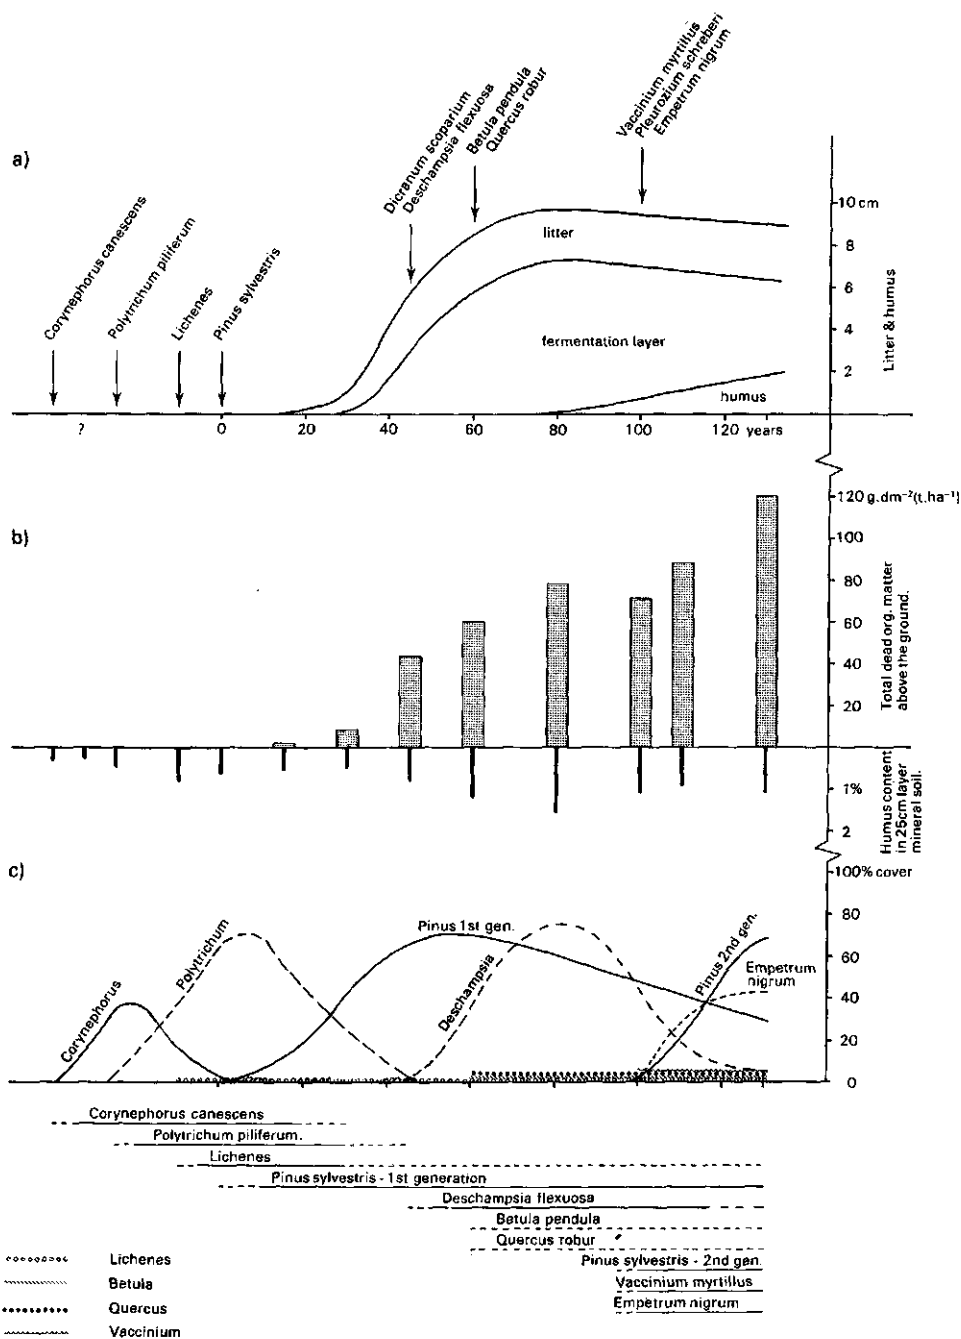 a)
Corynephorus canescens
Polytrichum piliferum
Lichenes
Pinus sylvestris
Dicranum scoparium
Deschampsia flexuosa
Betula pendula
Quercus robur
Vaccinium myrtillus
Pleurozium schreberi
Empetrum nigrum
litter
fermentation layer
humus
10 cm
8
6
4
2
Litter & humus
?
0
20
40
60
80
100
120 years
b)
120 g.dm⁻²(t.ha⁻¹)
100
80
60
40
20
Total dead org. matter
above the ground.
1%
2
Humus content
in 25cm layer
mineral soil.
c)
100% cover
80
60
40
20
0
Corynephorus
Polytrichum
Pinus 1st gen.
Deschampsia
Pinus 2nd gen.
Empetrum
nigrum
Corynephorus canescens
Polytrichum piliferum.
Lichenes
Pinus sylvestris - 1st generation
Deschampsia flexuosa
Betula pendula
Quercus robur
Pinus sylvestris - 2nd gen.
Vaccinium myrtillus
Empetrum nigrum
Lichenes
Betula
Quercus
Vaccinium